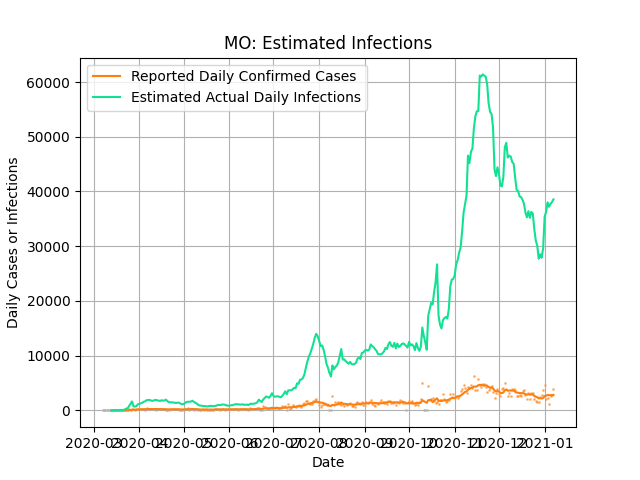 MO: Estimated Infections
Reported Daily Confirmed Cases
Estimated Actual Daily Infections
Daily Cases or Infections
60000
50000
40000
30000
20000
10000
0
2020-03 2020-04 2020-05 2020-06 2020-07 2020-08 2020-09 2020-10 2020-11 2020-12 2021-01
Date